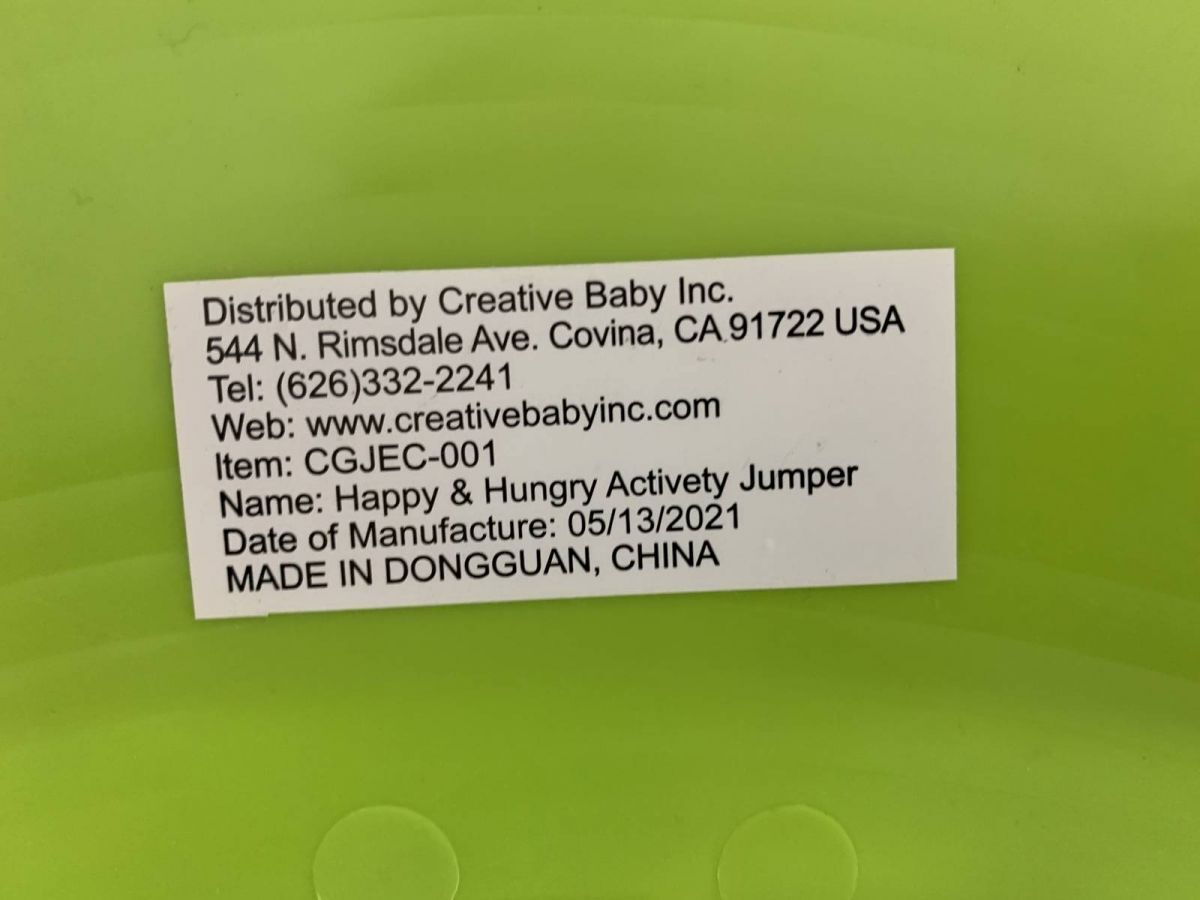 Distributed by Creative Baby Inc.
544 N. Rimsdale Ave. Covina, CA 91722 USA
Tel: (626)332-2241
Web: www.creativebabyinc.com
Item: CGJEC-001
Name: Happy & Hungry Activety Jumper
Date of Manufacture: 05/13/2021
MADE IN DONGGUAN, CHINA